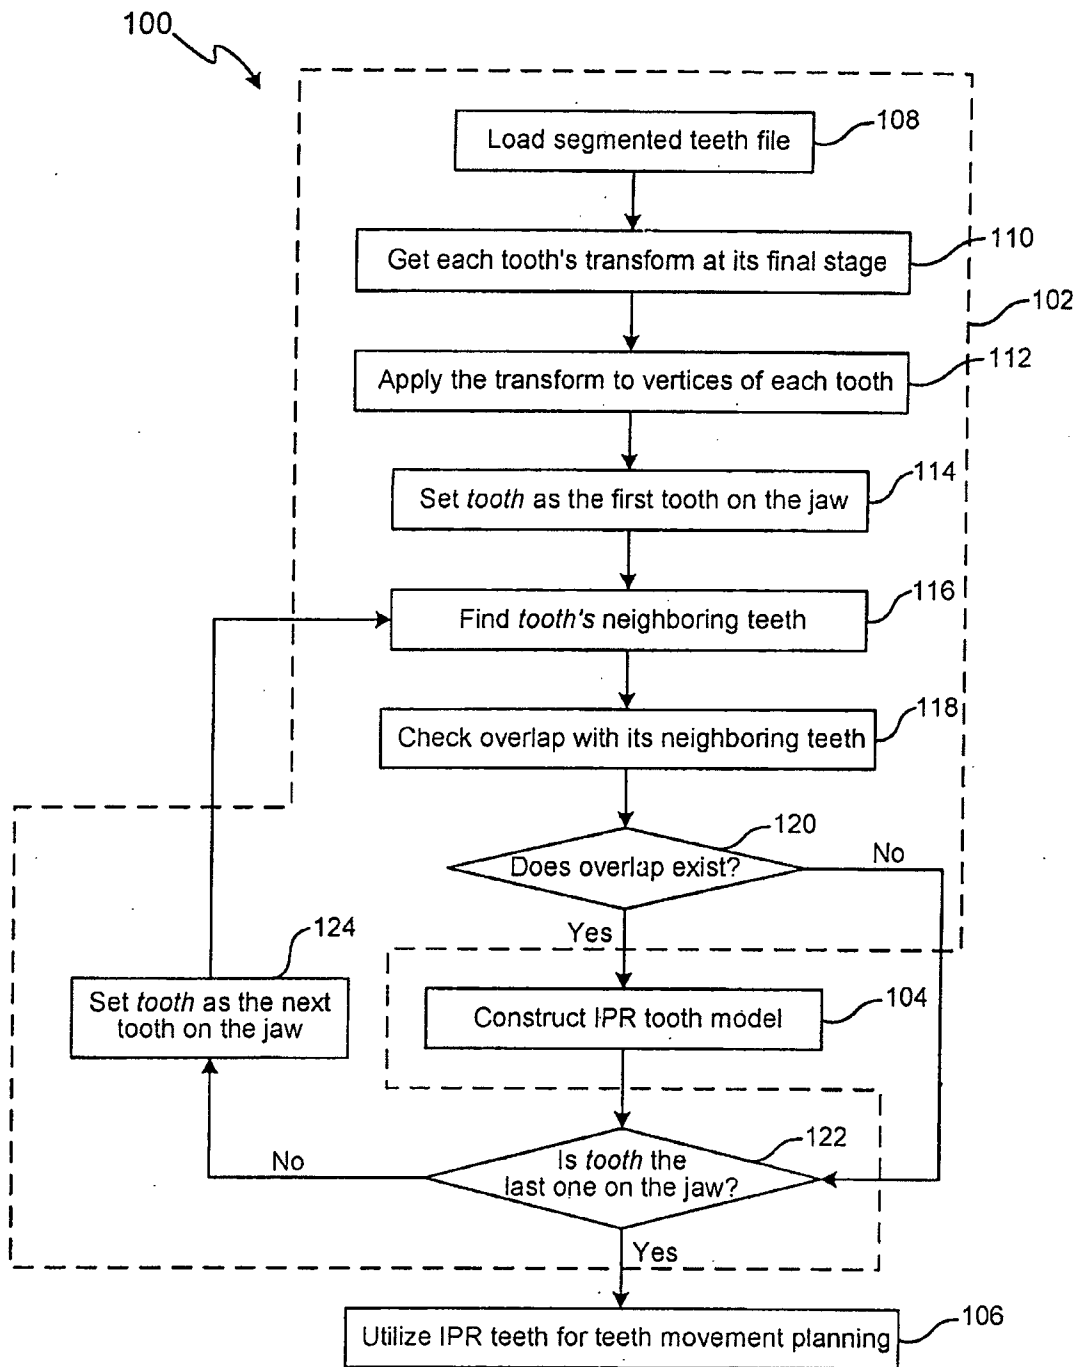 100
Load segmented teeth file
108
Get each tooth's transform at its final stage
110
102
Apply the transform to vertices of each tooth
112
Set tooth as the first tooth on the jaw
114
Find tooth's neighboring teeth
116
Check overlap with its neighboring teeth
118
Does overlap exist?
120
No
Yes
124
Set tooth as the next
tooth on the jaw
Construct IPR tooth model
104
122
Is tooth the
last one on the jaw?
No
Yes
Utilize IPR teeth for teeth movement planning
106